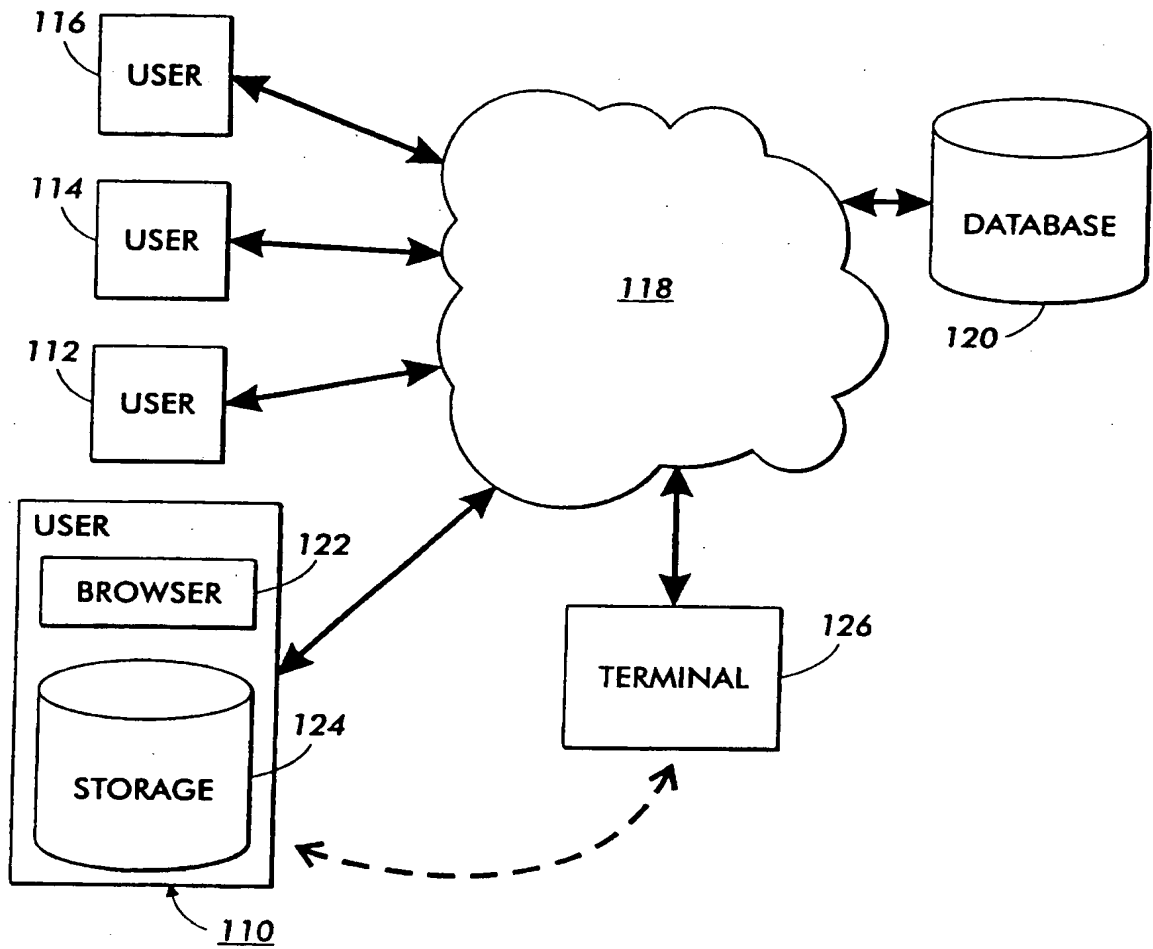 116
USER
114
USER
118
DATABASE
120
112
USER
USER
122
BROWSER
126
TERMINAL
124
STORAGE
110